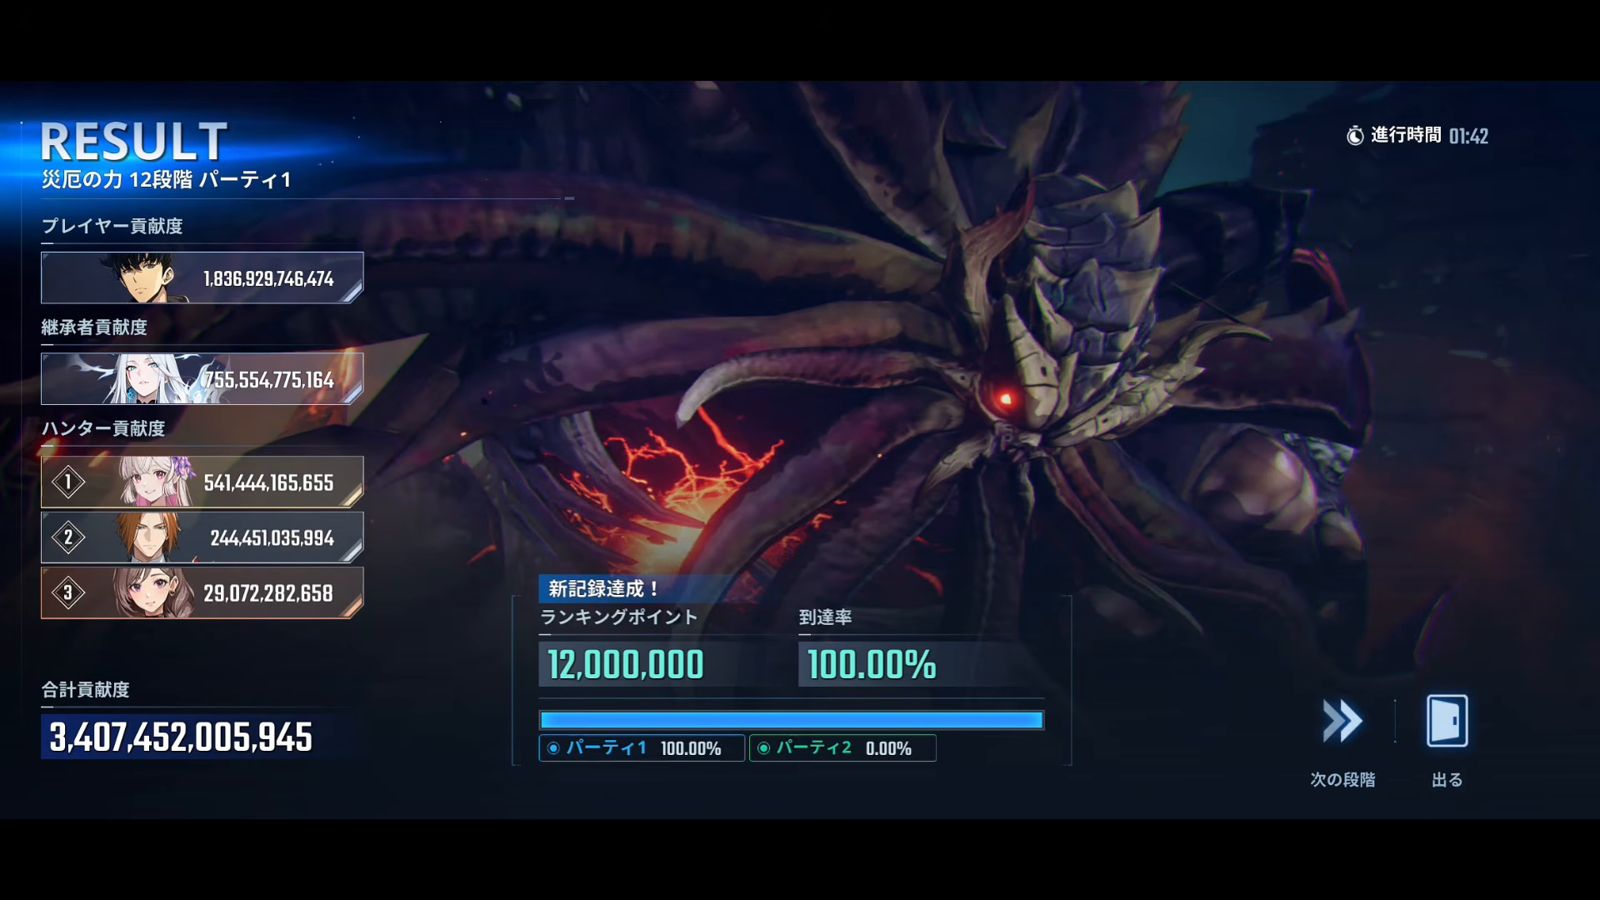 RESULT
災厄の力 12段階 パーティ1
進行時間 01:42
プレイヤー貢献度
1,836,929,746,474
継承者貢献度
755,554,775,164
ハンター貢献度
1 541,444,165,655
2 244,451,035,994
3 29,072,282,658
合計貢献度
3,407,452,005,945
新記録達成！
ランキングポイント 到達率
12,000,000 100.00%
パーティ1 100.00% パーティ2 0.00%
次の段階 出る